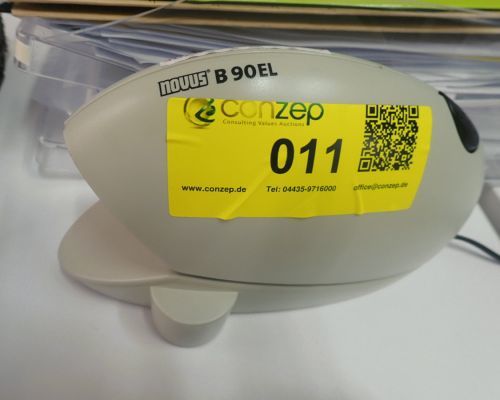 novus B 90EL
conzep
Consulting Values Auctions
011
www.conzep.de Tel: 04435-9716000 office@conzep.de